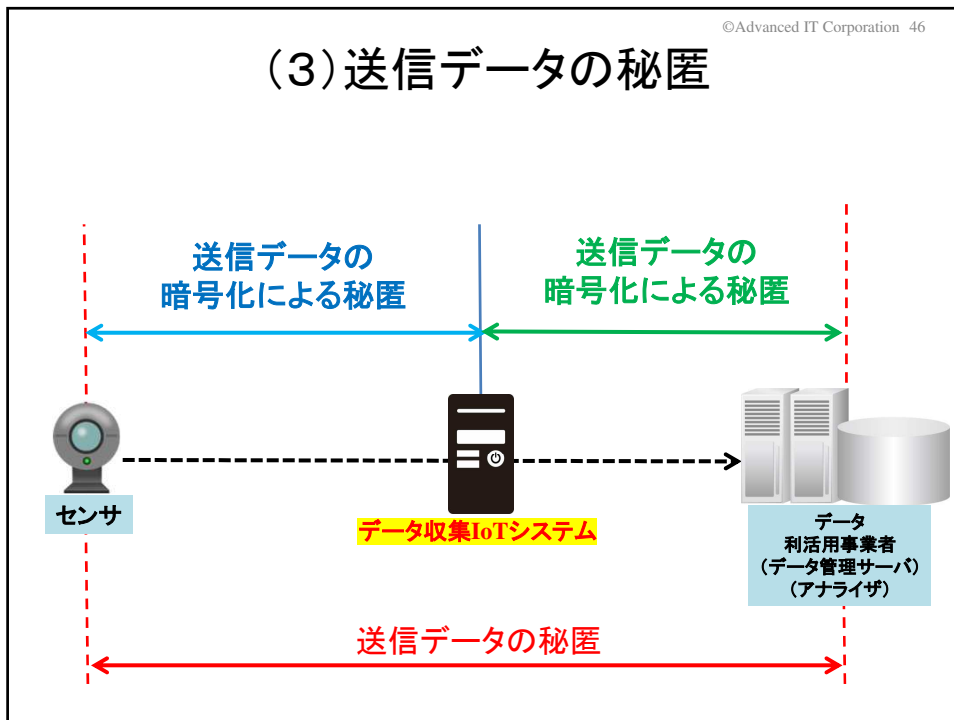 ©Advanced IT Corporation 46
（３）送信データの秘匿
送信データの
暗号化による秘匿
送信データの
暗号化による秘匿
センサ
データ収集IoTシステム
データ
利活用事業者
（データ管理サーバ）
（アナライザ）
送信データの秘匿